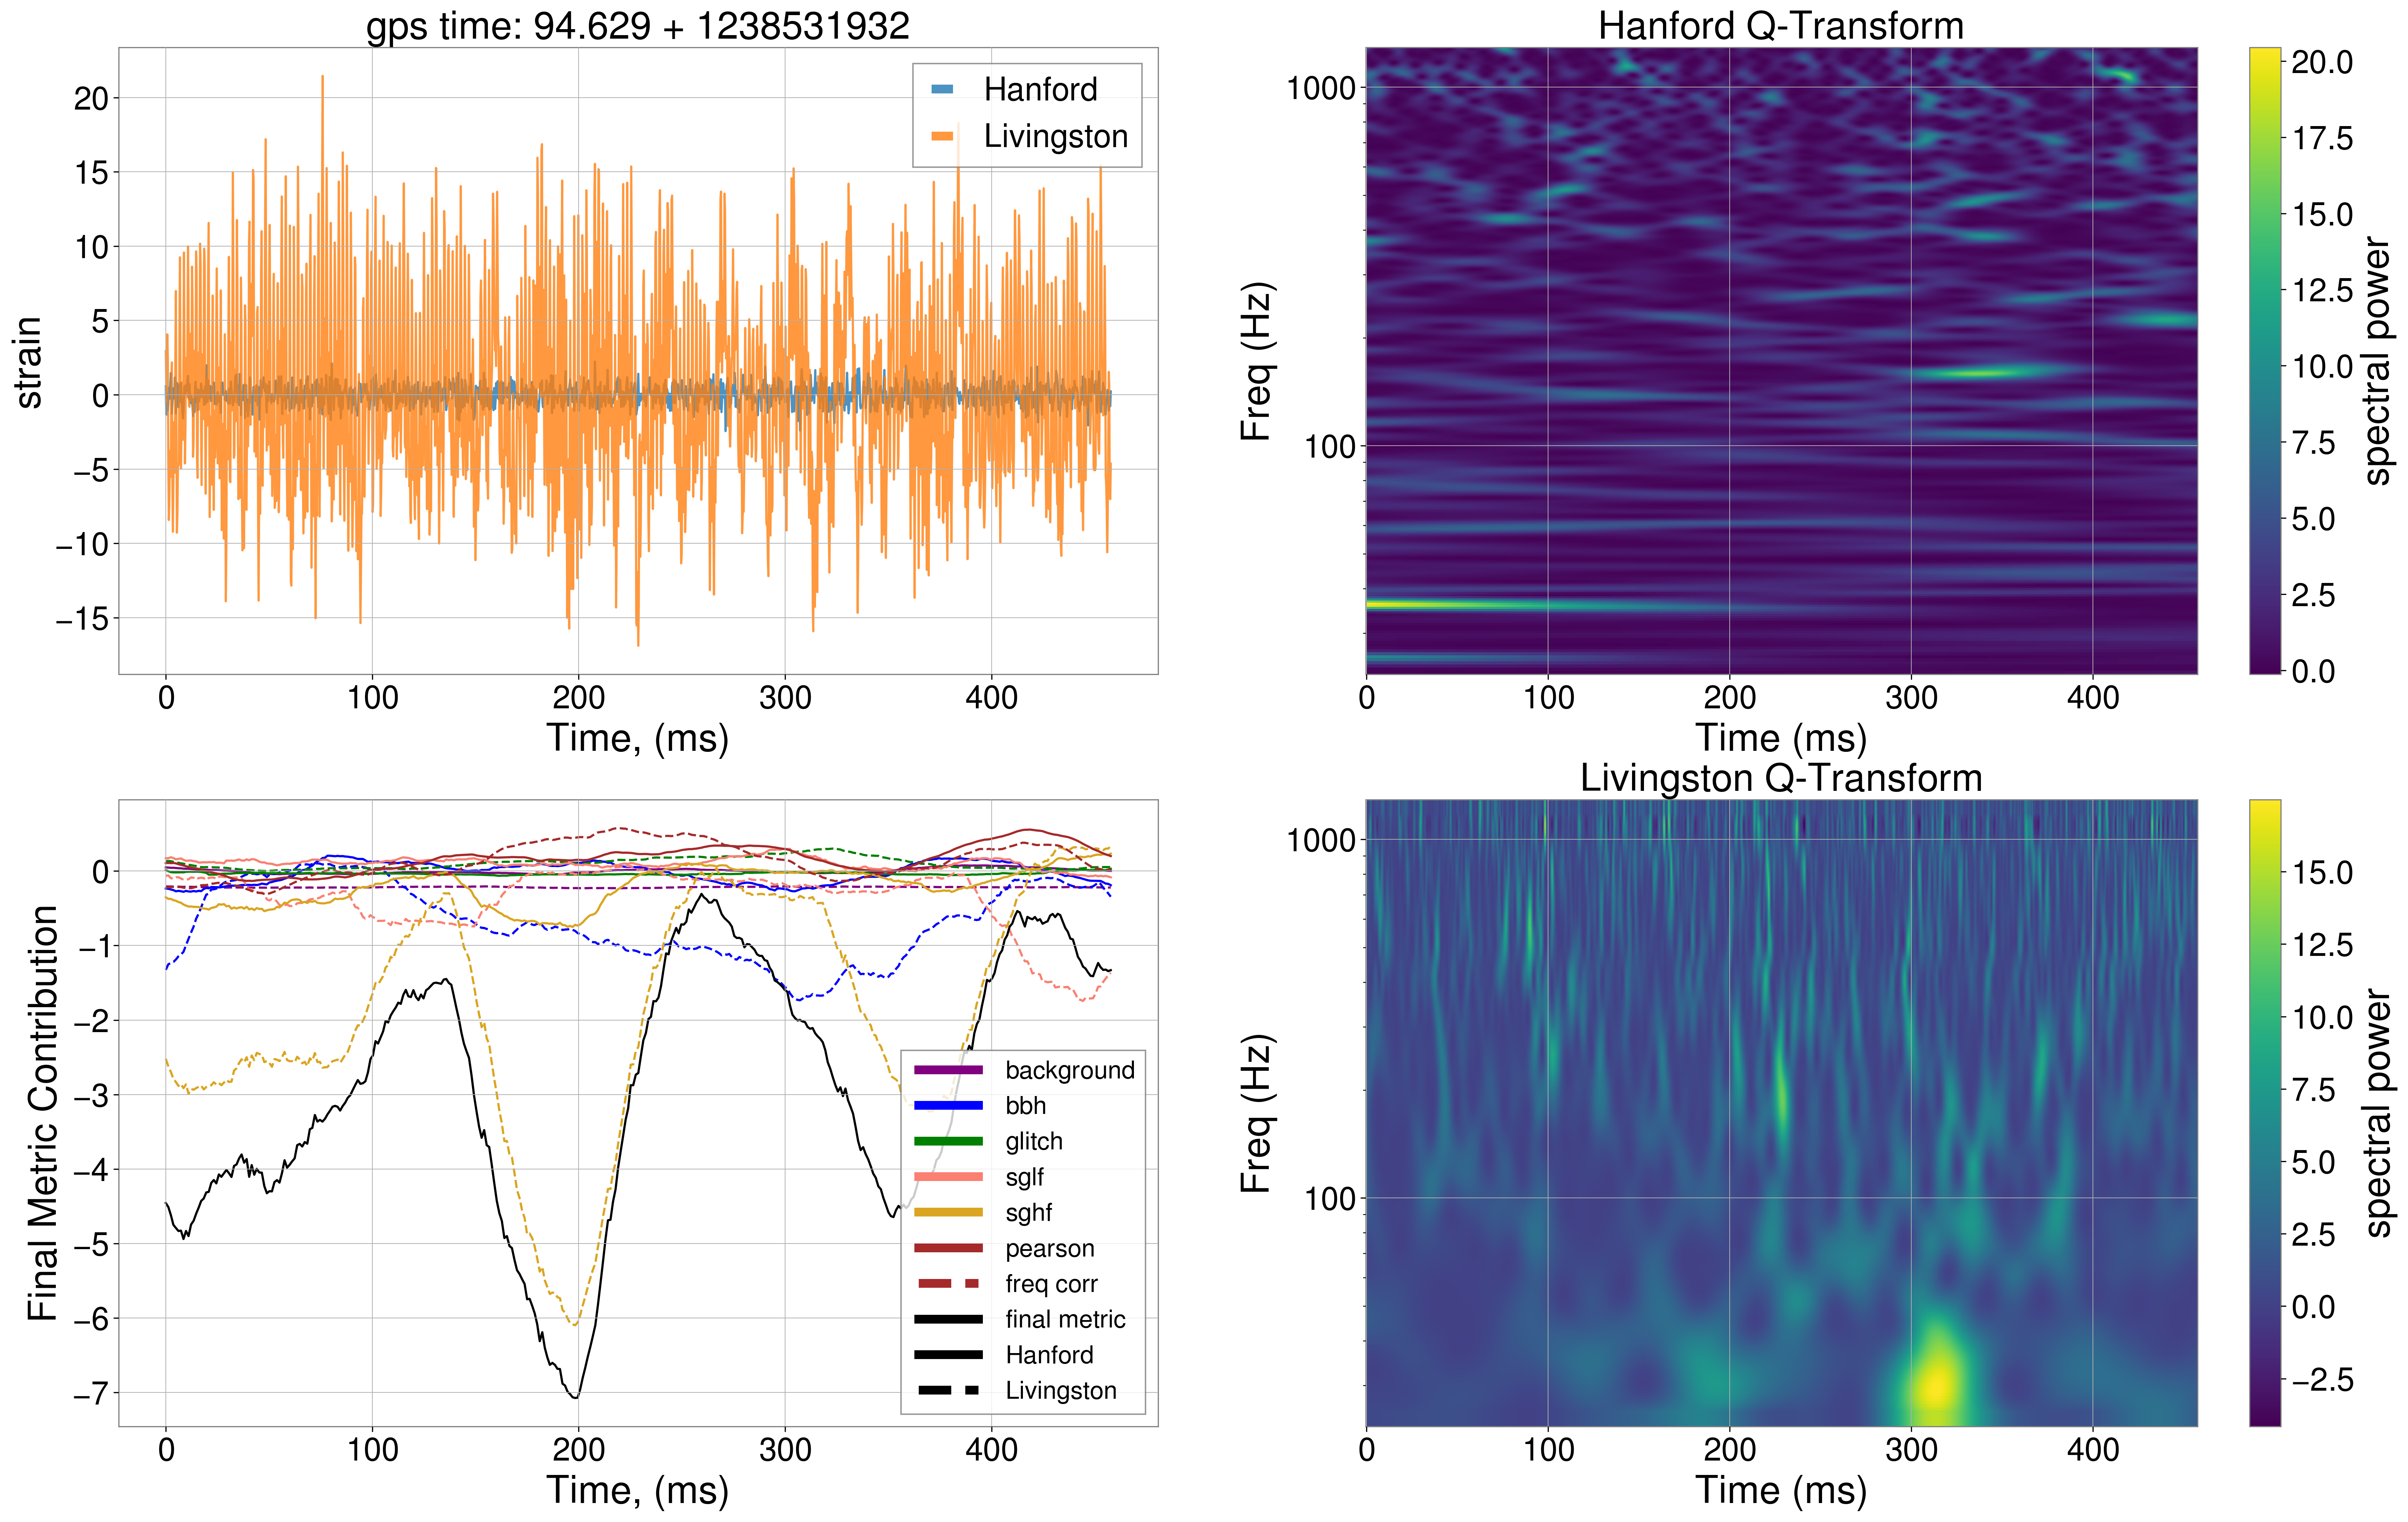 gps time: 94.629 + 1238531932
strain
20
15
10
5
0
−5
−10
−15
Hanford
Livingston
0 100 200 300 400
Time, (ms)
Hanford Q-Transform
Freq (Hz)
1000
100
0 100 200 300 400
Time (ms)
20.0
17.5
15.0
12.5
10.0
7.5
5.0
2.5
0.0
spectral power
Final Metric Contribution
0
−1
−2
−3
−4
−5
−6
−7
background
bbh
glitch
sglf
sghf
pearson
freq corr
final metric
Hanford
Livingston
0 100 200 300 400
Time, (ms)
Livingston Q-Transform
Freq (Hz)
1000
100
0 100 200 300 400
Time (ms)
15.0
12.5
10.0
7.5
5.0
2.5
0.0
−2.5
spectral power